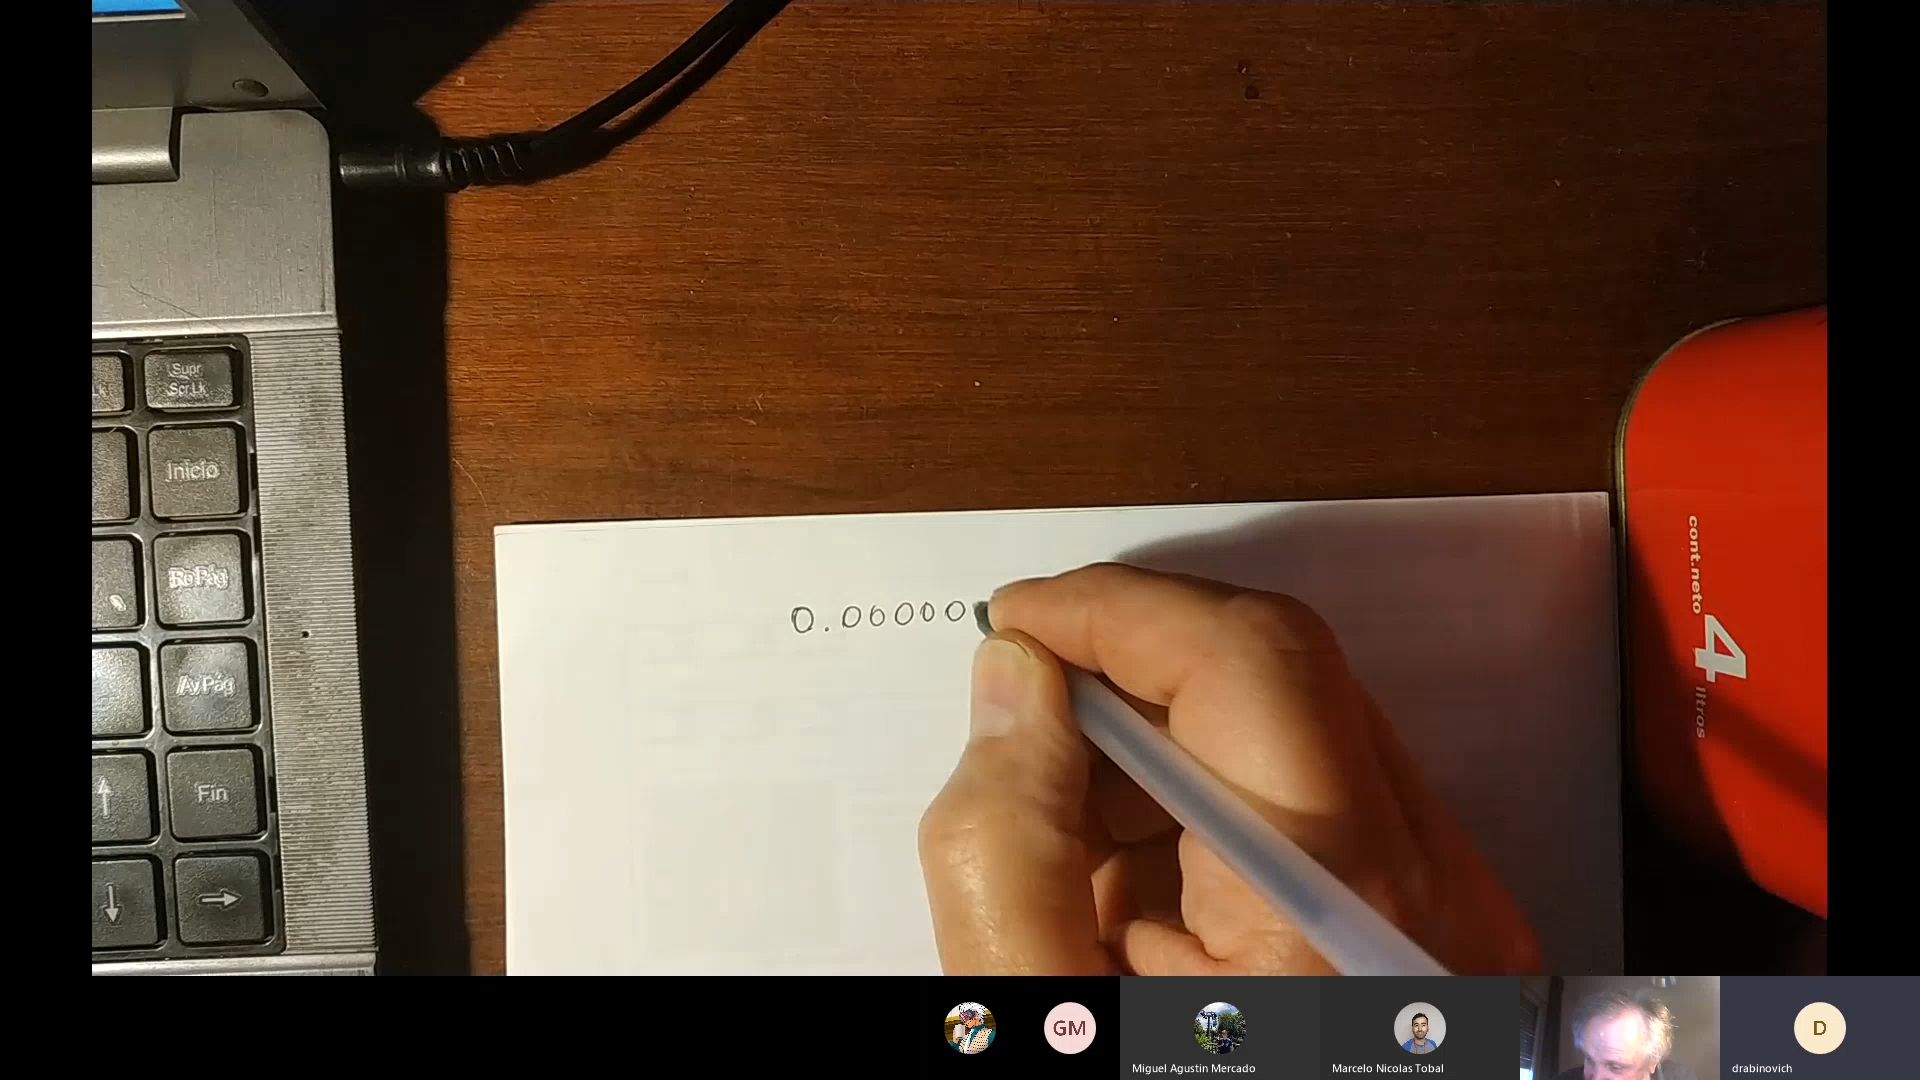 Supr
Scr Lk
Inicio
RePág
AvPág
↑
Fin
↓
→
0.00000
cont.neto
4
litros
GM
Miguel Agustin Mercado
Marcelo Nicolas Tobal
D
drabinovich